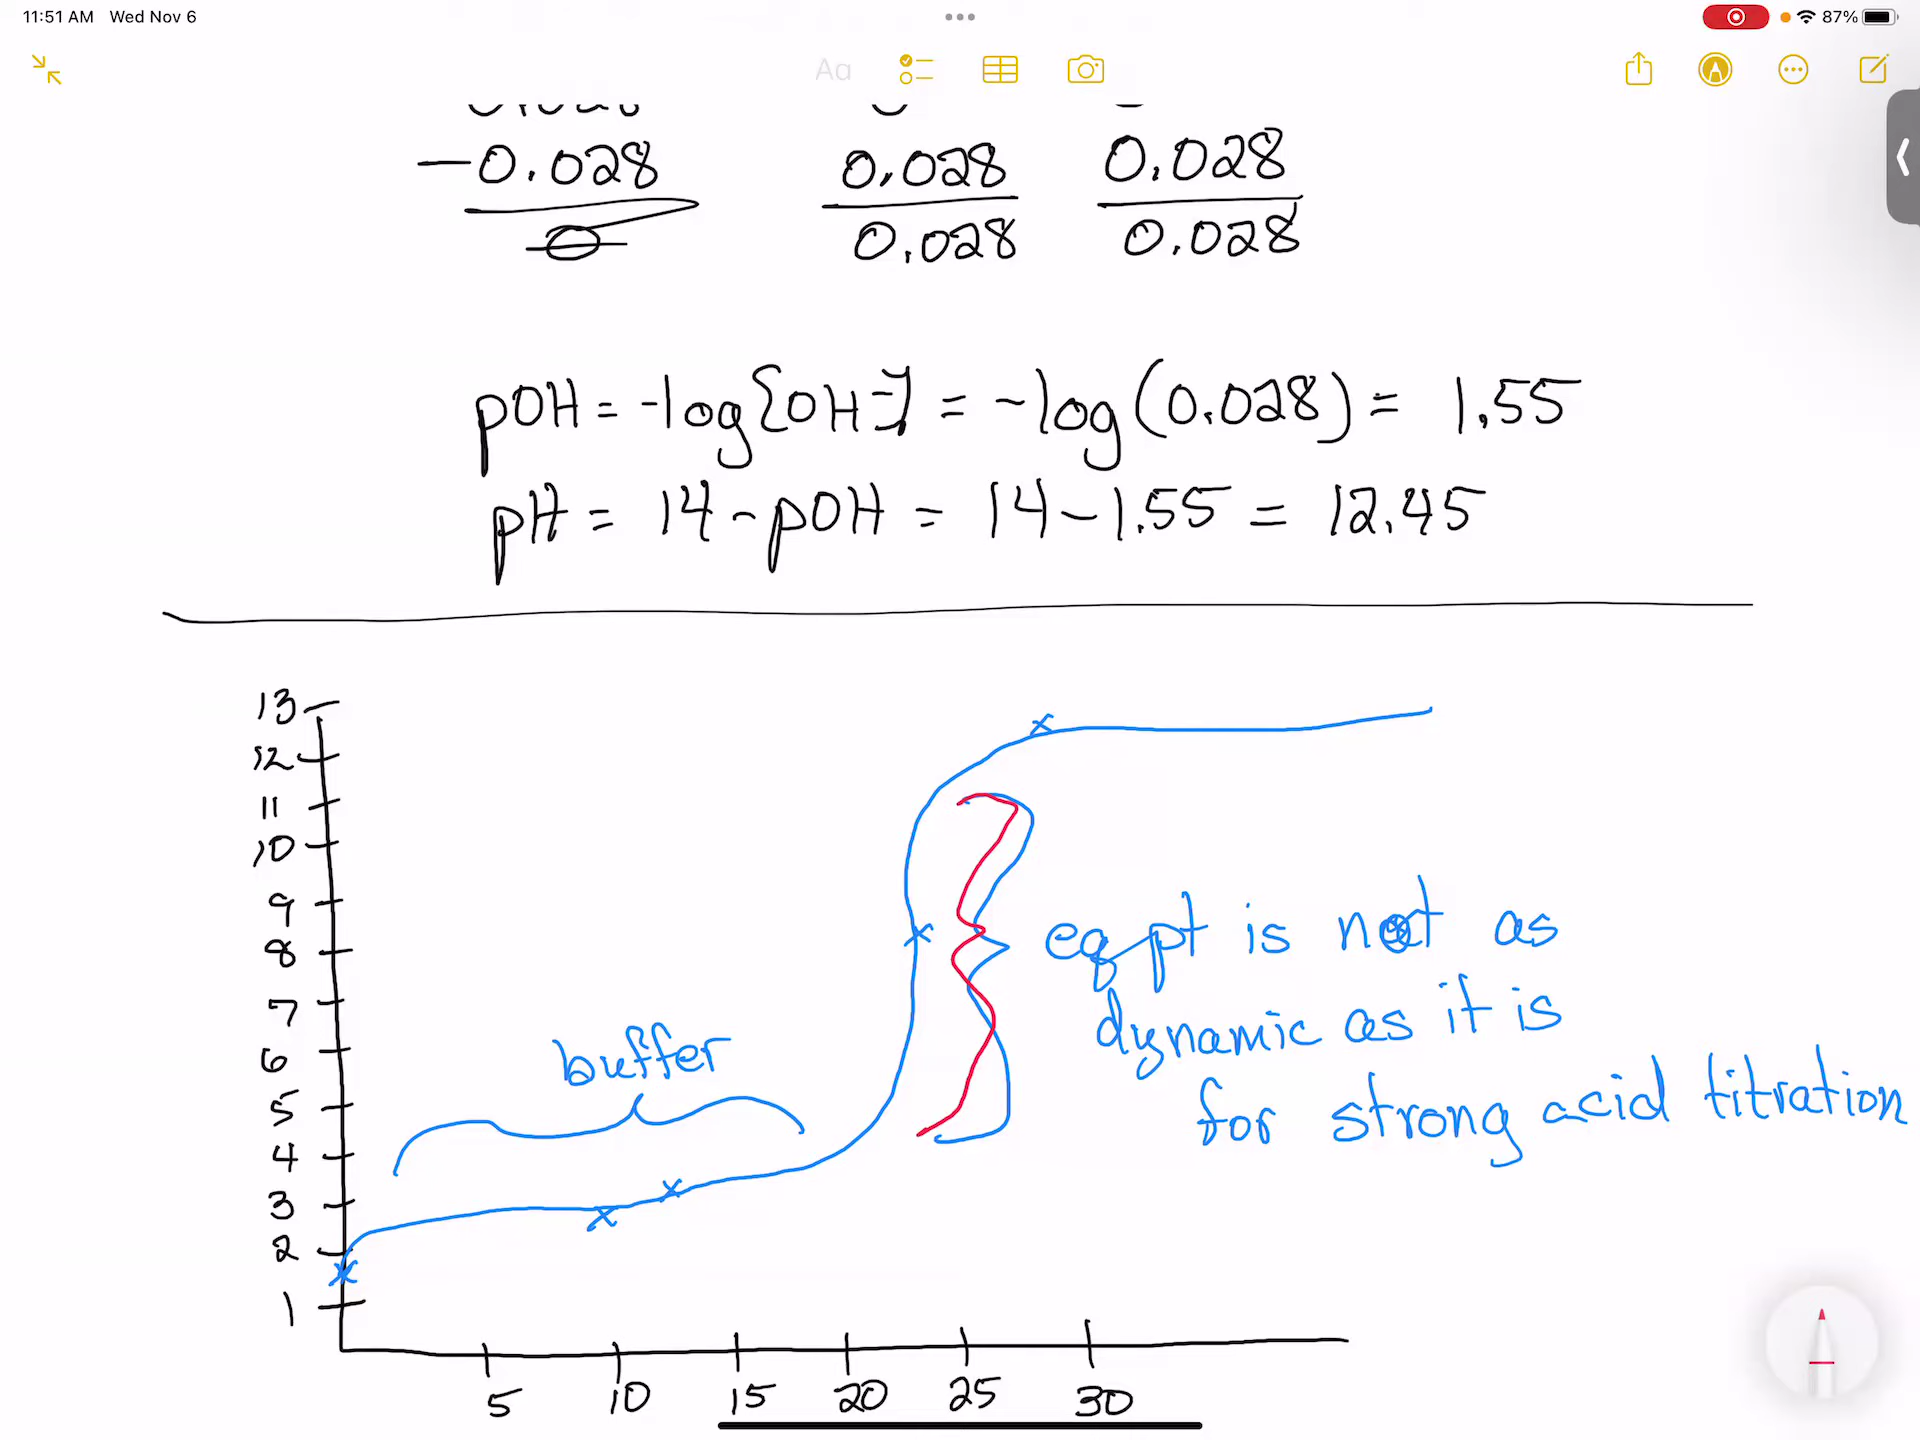 11:51 AM Wed Nov 6
87%
Aa
-0.028 0.028 0.028
0 0.028 0.028
pOH = -log[OH-] = -log(0.028) = 1.55
pH = 14-pOH = 14-1.55 = 12.45
13
12
11
10
9
8
7
6
5
4
3
2
1
eq pt is not as
dynamic as it is
for strong acid titration
buffer
5 10 15 20 25 30